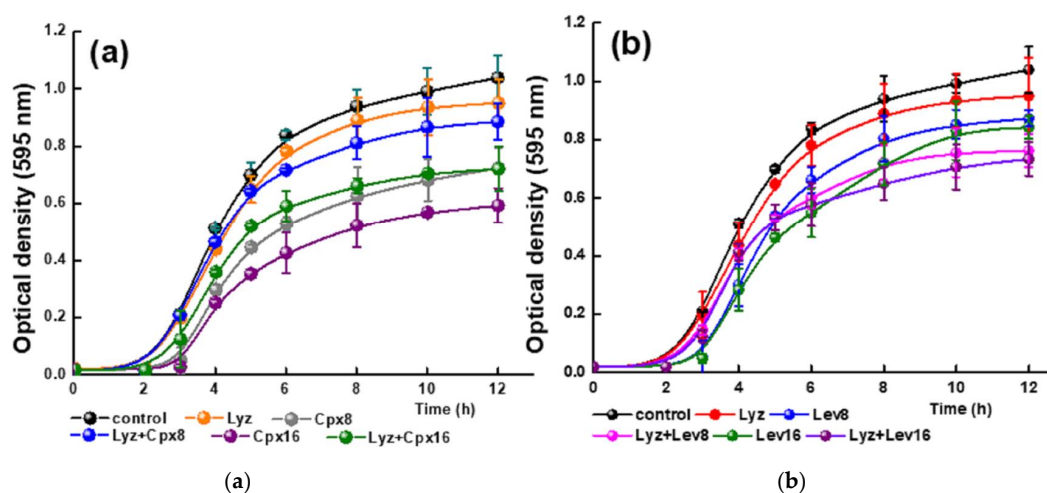 (a)
Optical density (595 nm)
1.2
1.0
0.8
0.6
0.4
0.2
0.0
0 2 4 6 8 10 12
Time (h)
control Lyz Cpx8
Lyz+Cpx8 Cpx16 Lyz+Cpx16
(a)
(b)
Optical density (595 nm)
1.2
1.0
0.8
0.6
0.4
0.2
0.0
0 2 4 6 8 10 12
Time (h)
control Lyz Lev8
Lyz+Lev8 Lev16 Lyz+Lev16
(b)